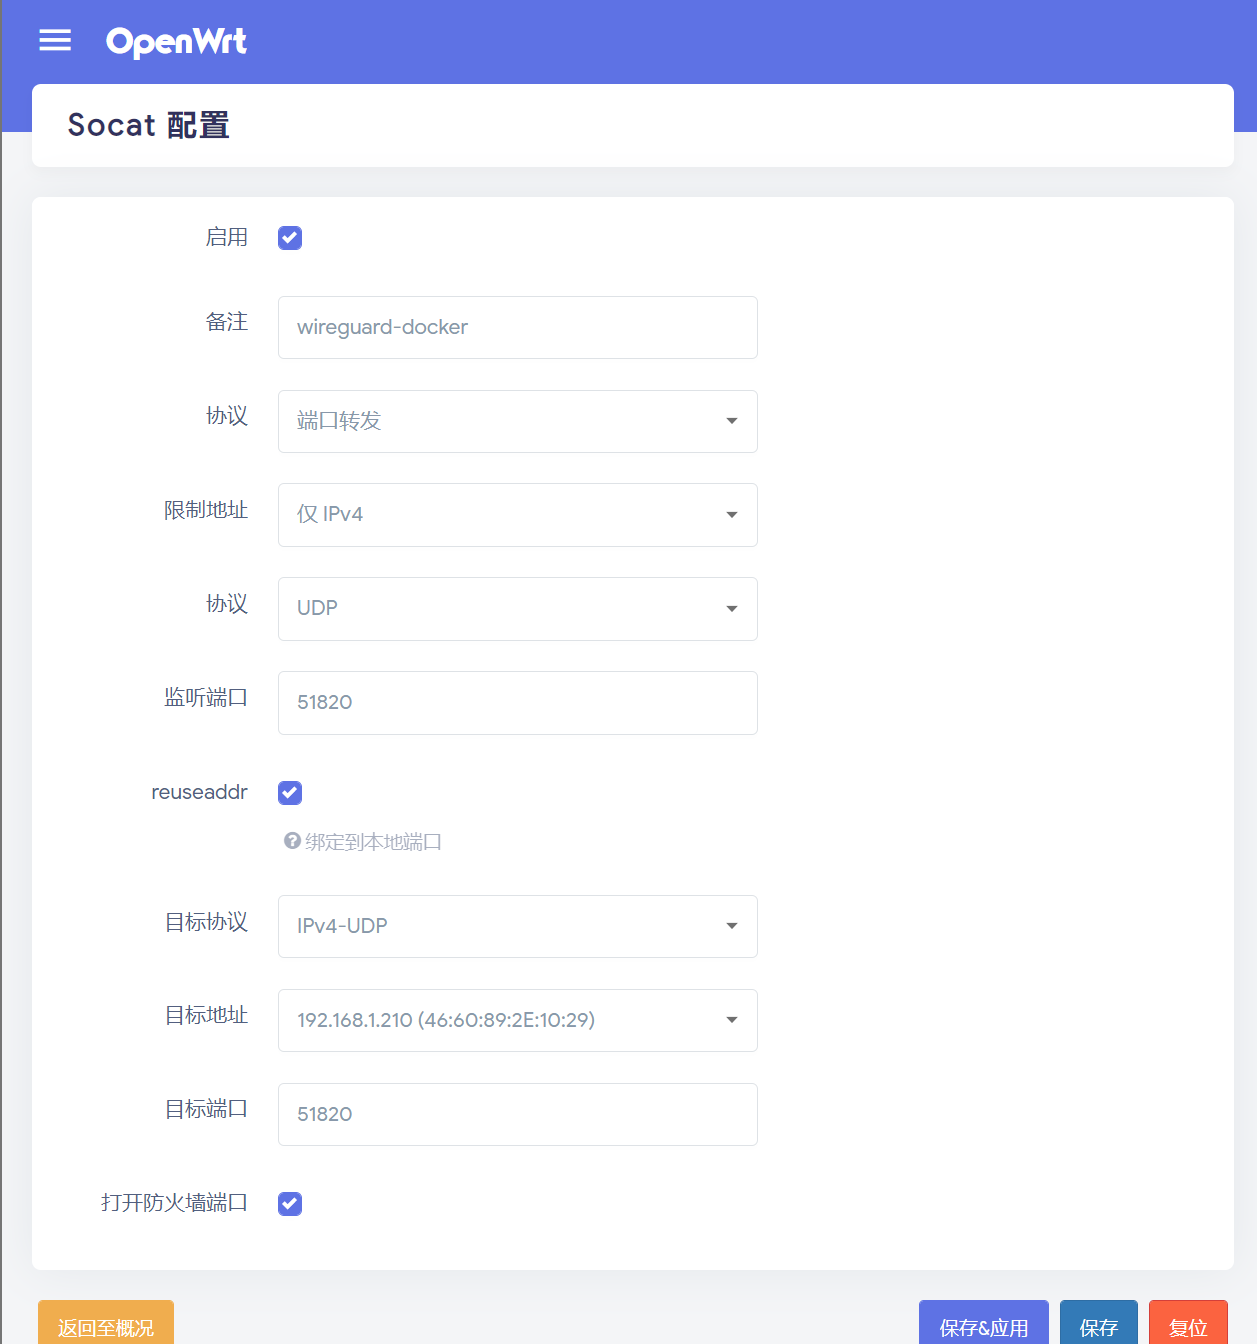 OpenWrt
Socat 配置
启用
备注 wireguard-docker
协议 端口转发
限制地址 仅 IPv4
协议 UDP
监听端口 51820
reuseaddr
绑定到本地端口
目标协议 IPv4-UDP
目标地址 192.168.1.210 (46:60:89:2E:10:29)
目标端口 51820
打开防火墙端口
返回至概况 保存&应用 保存 复位